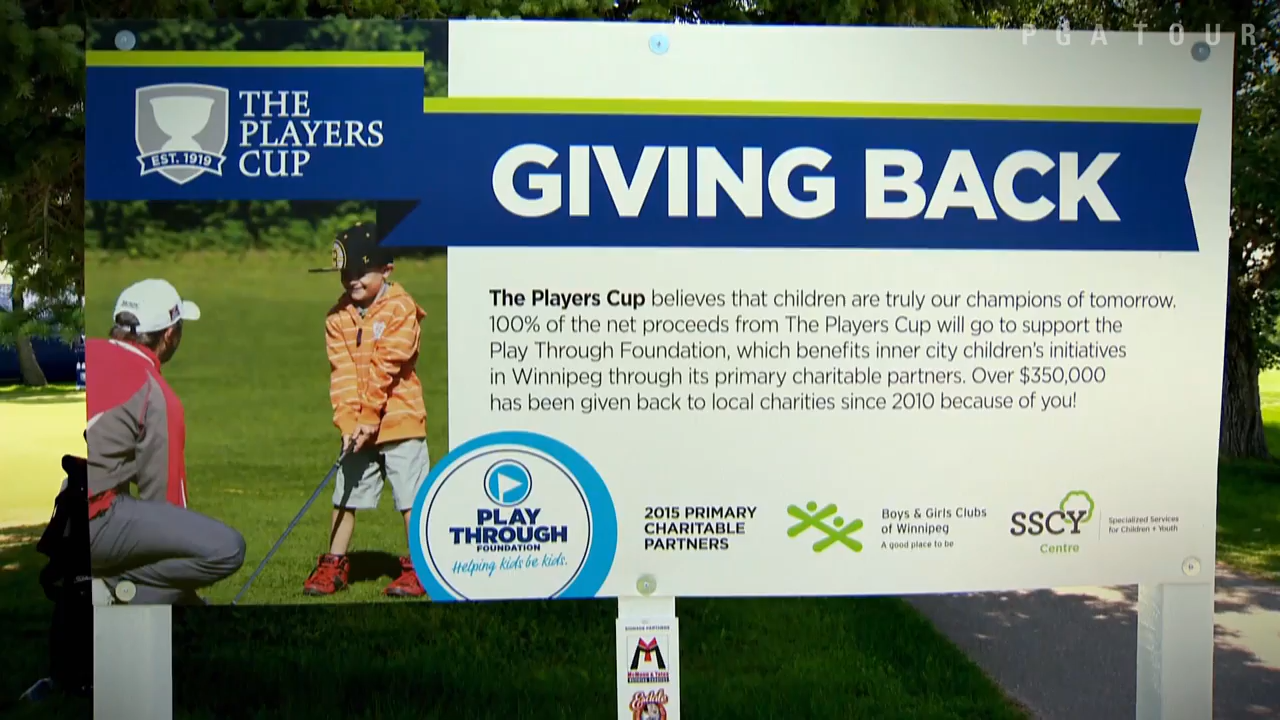 PGA TOUR
THE
PLAYERS
CUP
EST. 1919
GIVING BACK
The Players Cup believes that children are truly our champions of tomorrow.
100% of the net proceeds from The Players Cup will go to support the
Play Through Foundation, which benefits inner city children's initiatives
in Winnipeg through its primary charitable partners. Over $350,000
has been given back to local charities since 2010 because of you!
PLAY
THROUGH
FOUNDATION
Helping kids be kids.
2015 PRIMARY
CHARITABLE
PARTNERS
Boys & Girls Clubs
of Winnipeg
A good place to be
SSCY
Centre
Specialized Services
for Children + Youth